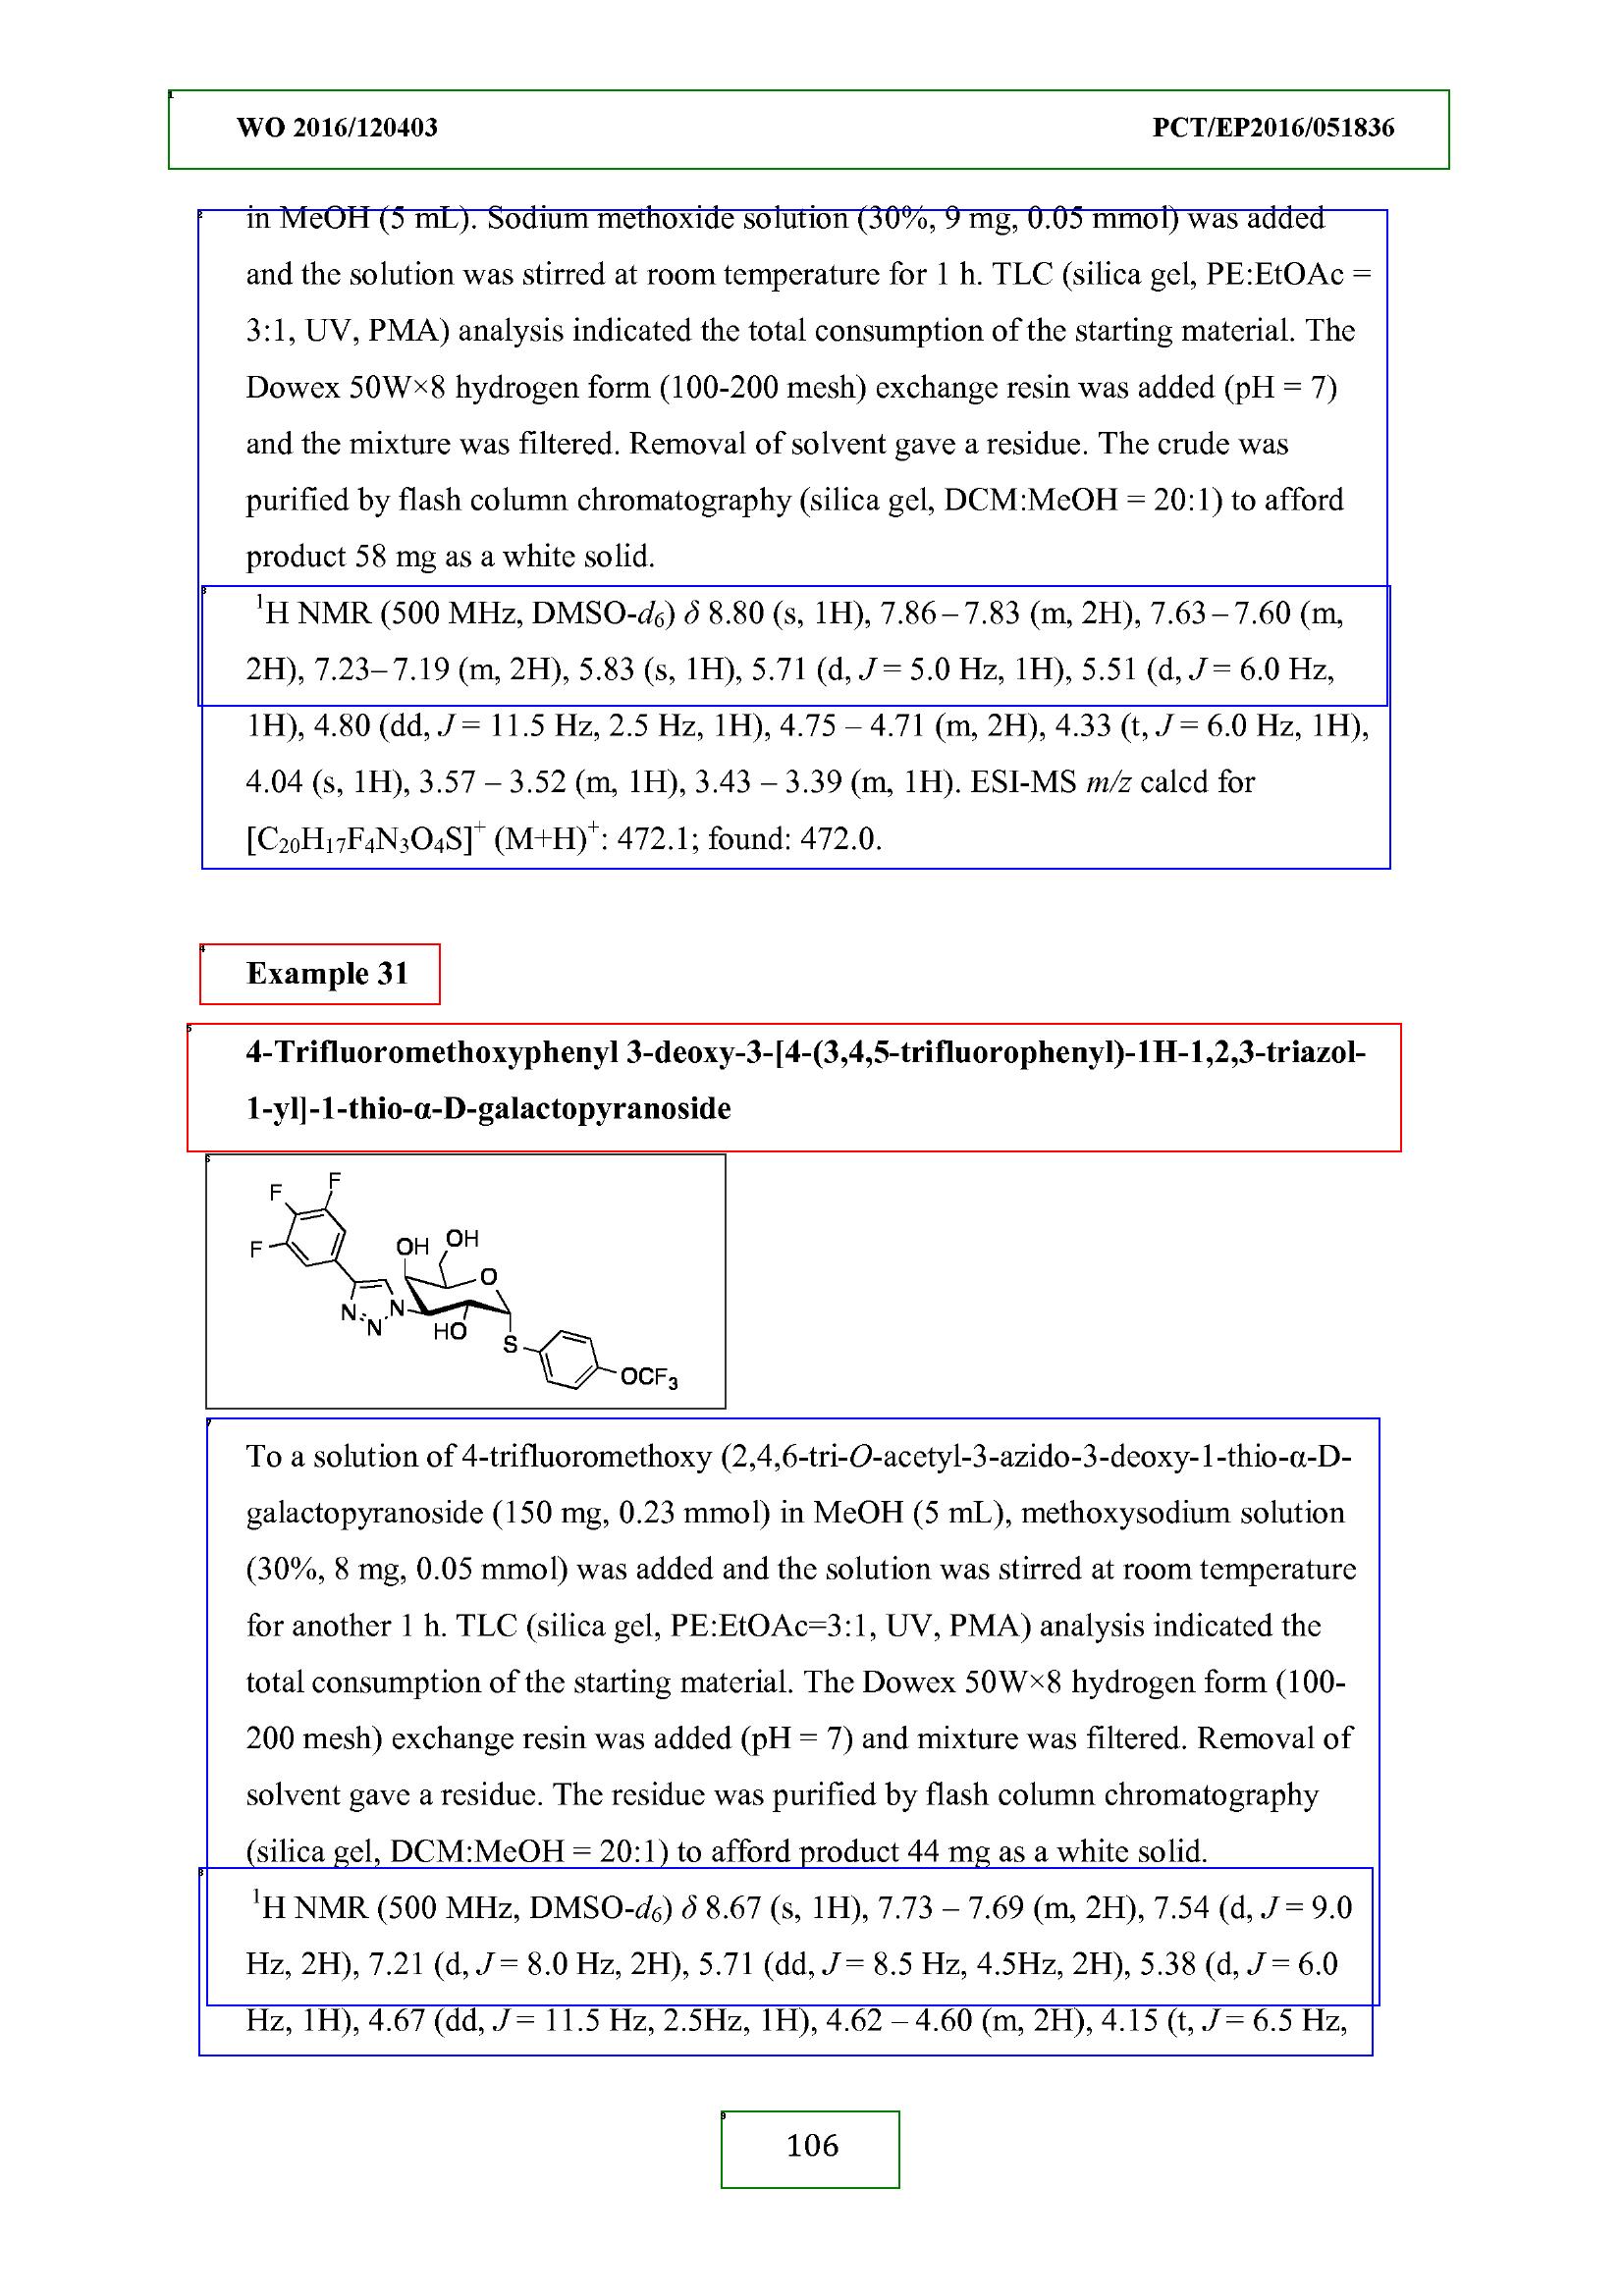 WO 2016/120403 PCT/EP2016/051836
in MeOH (5 mL). Sodium methoxide solution (30%, 9 mg, 0.05 mmol) was added
and the solution was stirred at room temperature for 1 h. TLC (silica gel, PE:EtOAc =
3:1, UV, PMA) analysis indicated the total consumption of the starting material. The
Dowex 50W×8 hydrogen form (100-200 mesh) exchange resin was added (pH = 7)
and the mixture was filtered. Removal of solvent gave a residue. The crude was
purified by flash column chromatography (silica gel, DCM:MeOH = 20:1) to afford
product 58 mg as a white solid.
¹H NMR (500 MHz, DMSO-d₆) δ 8.80 (s, 1H), 7.86 – 7.83 (m, 2H), 7.63 – 7.60 (m,
2H), 7.23– 7.19 (m, 2H), 5.83 (s, 1H), 5.71 (d, J = 5.0 Hz, 1H), 5.51 (d, J = 6.0 Hz,
1H), 4.80 (dd, J = 11.5 Hz, 2.5 Hz, 1H), 4.75 – 4.71 (m, 2H), 4.33 (t, J = 6.0 Hz, 1H),
4.04 (s, 1H), 3.57 – 3.52 (m, 1H), 3.43 – 3.39 (m, 1H). ESI-MS m/z calcd for
[C₂₀H₁₇F₄N₃O₄S]⁺ (M+H)⁺: 472.1; found: 472.0.
Example 31
4-Trifluoromethoxyphenyl 3-deoxy-3-[4-(3,4,5-trifluorophenyl)-1H-1,2,3-triazol-
1-yl]-1-thio-α-D-galactopyranoside
F
F
F
OH
OH
O
N
N
N
HO
S
OCF₃
To a solution of 4-trifluoromethoxy (2,4,6-tri-O-acetyl-3-azido-3-deoxy-1-thio-α-D-
galactopyranoside (150 mg, 0.23 mmol) in MeOH (5 mL), methoxysodium solution
(30%, 8 mg, 0.05 mmol) was added and the solution was stirred at room temperature
for another 1 h. TLC (silica gel, PE:EtOAc=3:1, UV, PMA) analysis indicated the
total consumption of the starting material. The Dowex 50W×8 hydrogen form (100-
200 mesh) exchange resin was added (pH = 7) and mixture was filtered. Removal of
solvent gave a residue. The residue was purified by flash column chromatography
(silica gel, DCM:MeOH = 20:1) to afford product 44 mg as a white solid.
¹H NMR (500 MHz, DMSO-d₆) δ 8.67 (s, 1H), 7.73 – 7.69 (m, 2H), 7.54 (d, J = 9.0
Hz, 2H), 7.21 (d, J = 8.0 Hz, 2H), 5.71 (dd, J = 8.5 Hz, 4.5Hz, 2H), 5.38 (d, J = 6.0
Hz, 1H), 4.67 (dd, J = 11.5 Hz, 2.5Hz, 1H), 4.62 – 4.60 (m, 2H), 4.15 (t, J = 6.5 Hz,
106